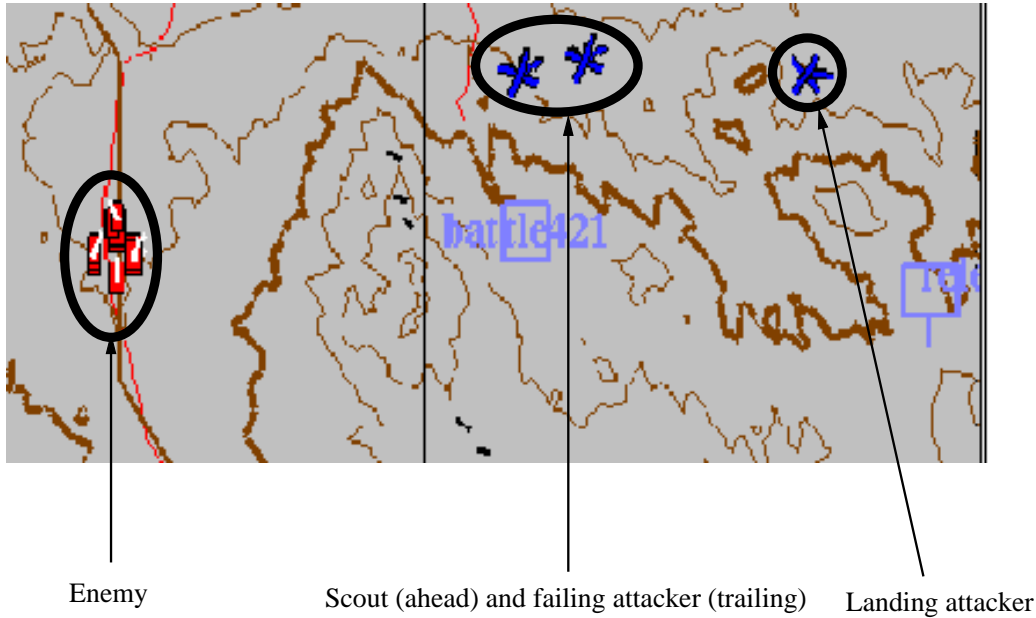 battle421
Enemy
Scout (ahead) and failing attacker (trailing)
Landing attacker